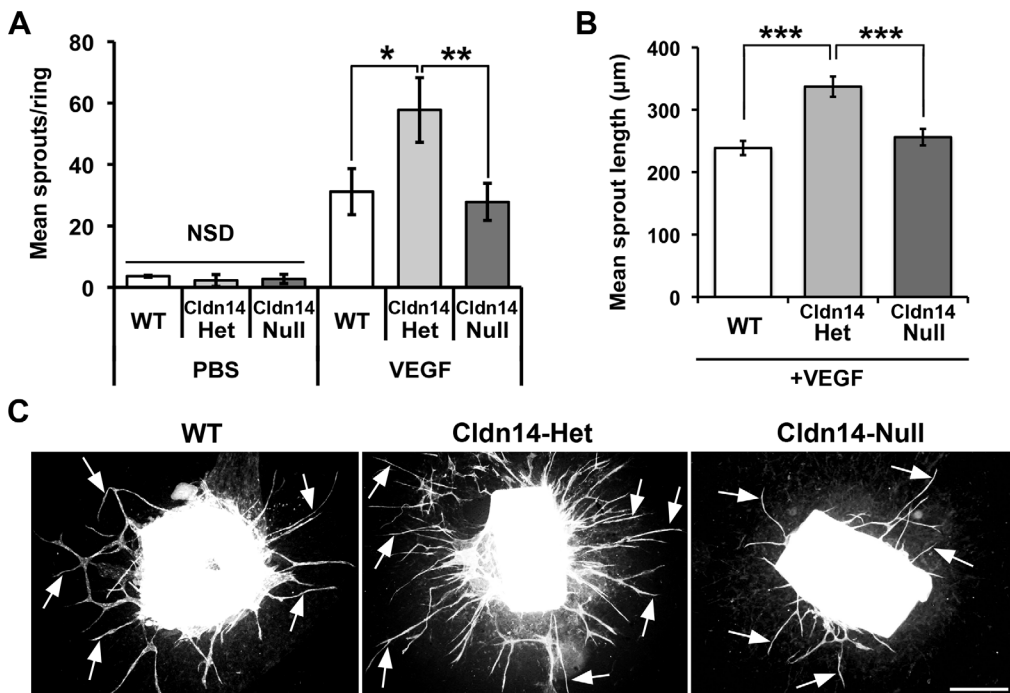 A
Mean sprouts/ring
80
60
40
20
0
*
**
NSD
WT
Cldn14
Het
Cldn14
Null
WT
Cldn14
Het
Cldn14
Null
PBS
VEGF
B
Mean sprout length (µm)
400
300
200
100
0
***
***
WT
Cldn14
Het
Cldn14
Null
+VEGF
C
WT
Cldn14-Het
Cldn14-Null